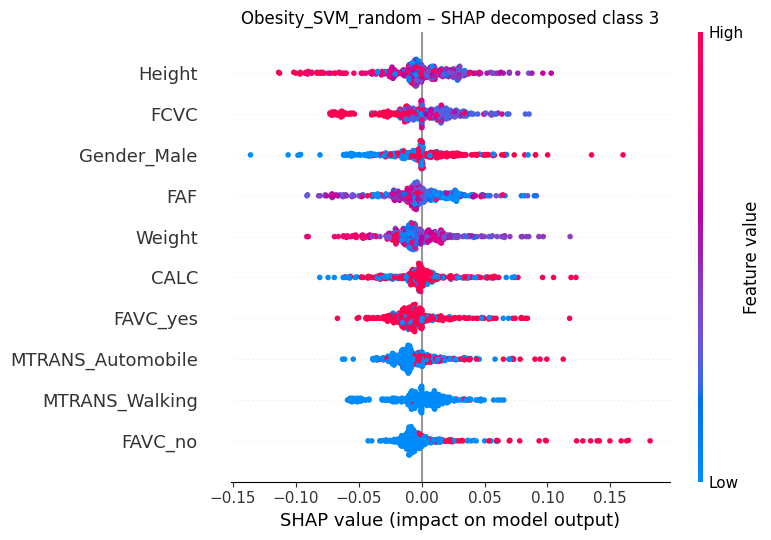 Obesity_SVM_random – SHAP decomposed class 3
High
Height
FCVC
Gender_Male
FAF
Weight
CALC
FAVC_yes
MTRANS_Automobile
MTRANS_Walking
FAVC_no
Feature value
Low
−0.15 −0.10 −0.05 0.00 0.05 0.10 0.15
SHAP value (impact on model output)